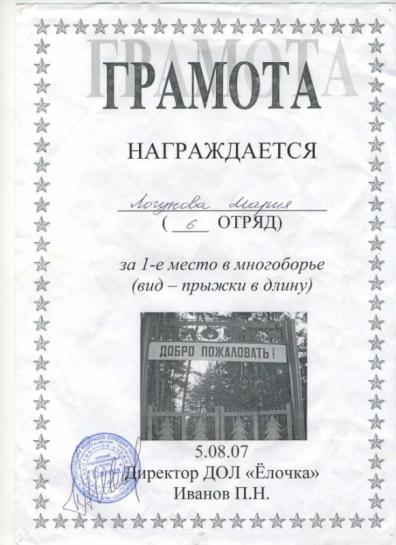 ГРАМОТА
НАГРАЖДАЕТСЯ
Логунова Мария
( 6 ОТРЯД)
за 1-е место в многоборье
(вид – прыжки в длину)
ДОБРО ПОЖАЛОВАТЬ!
5.08.07
Директор ДОЛ «Ёлочка»
Иванов П.Н.